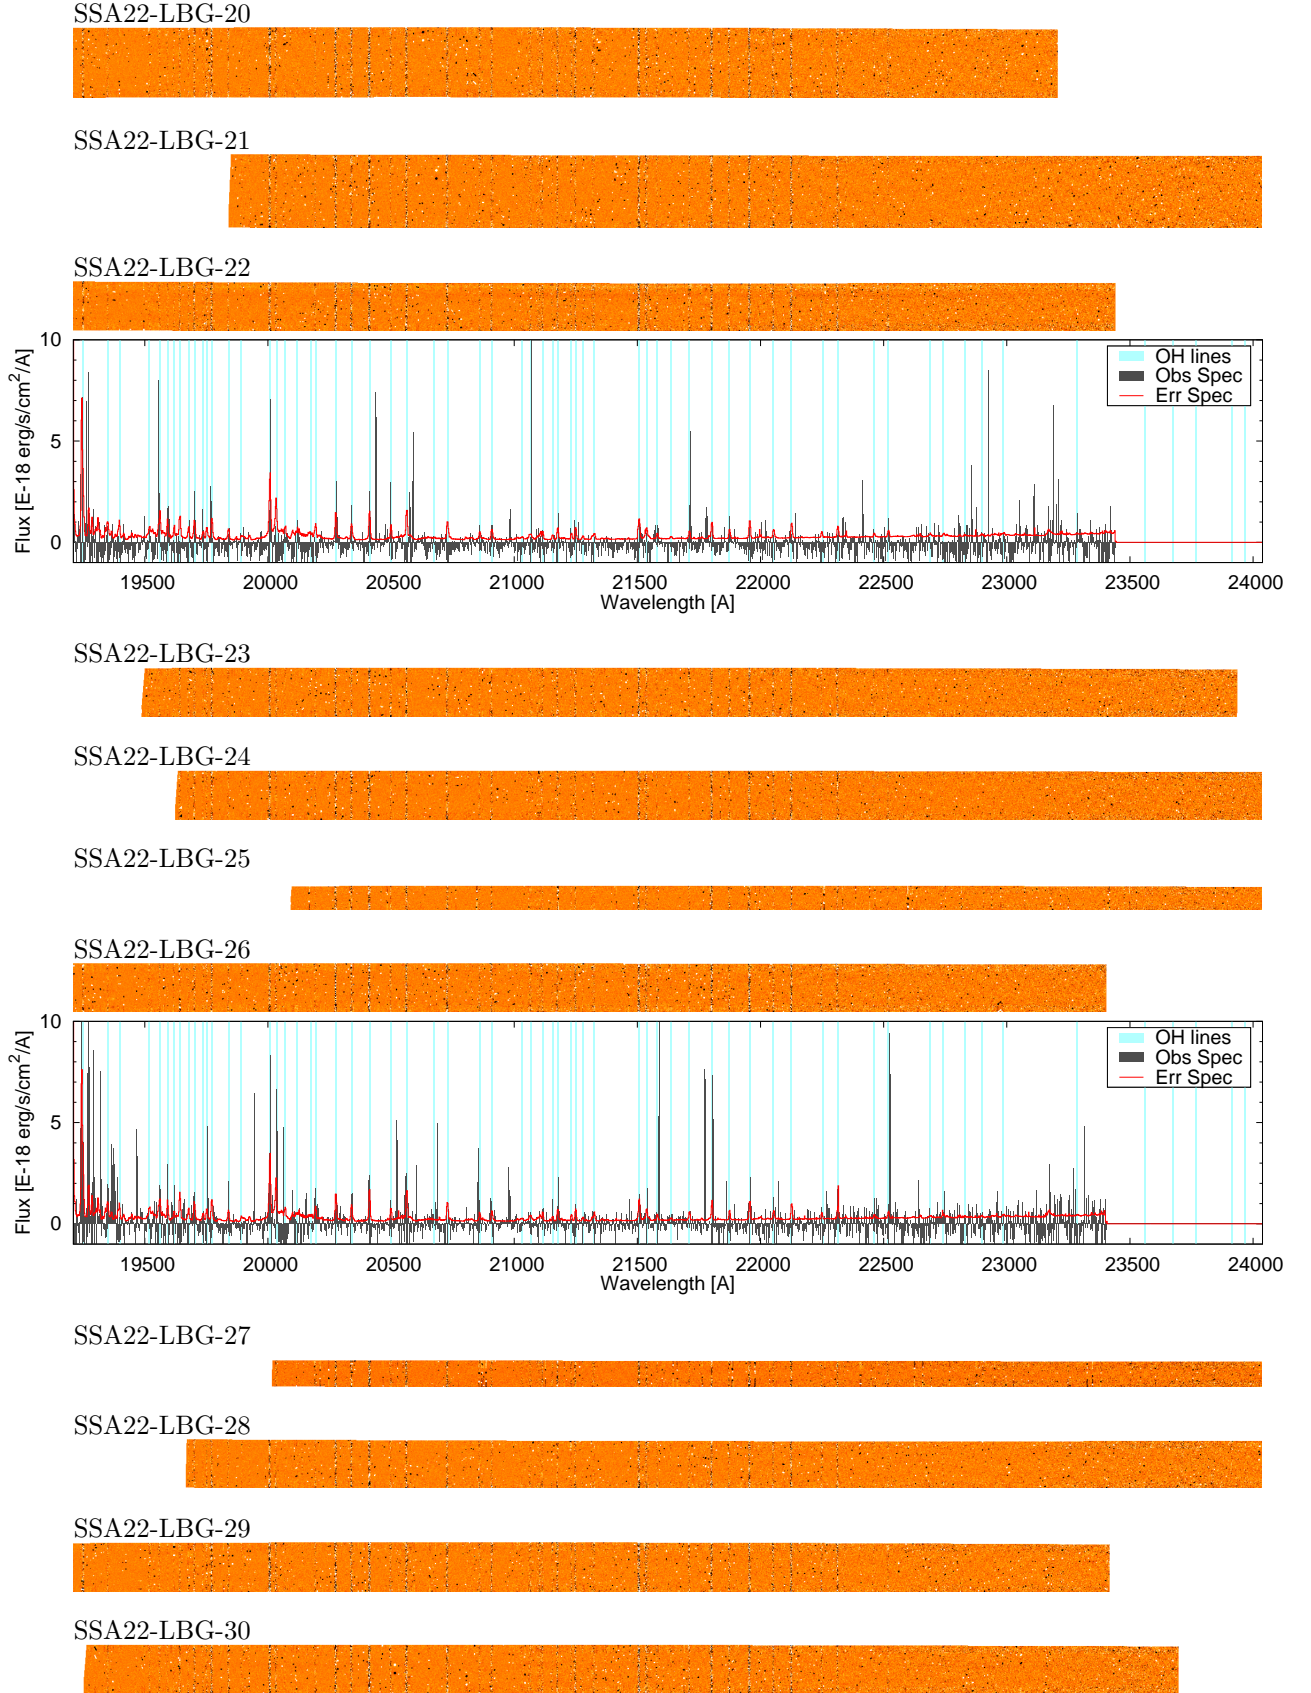 SSA22-LBG-20
SSA22-LBG-21
SSA22-LBG-22
10
5
0
Flux [E-18 erg/s/cm^2/A]
OH lines
Obs Spec
Err Spec
19500 20000 20500 21000 21500 22000 22500 23000 23500 24000
Wavelength [A]
SSA22-LBG-23
SSA22-LBG-24
SSA22-LBG-25
SSA22-LBG-26
10
5
0
Flux [E-18 erg/s/cm^2/A]
OH lines
Obs Spec
Err Spec
19500 20000 20500 21000 21500 22000 22500 23000 23500 24000
Wavelength [A]
SSA22-LBG-27
SSA22-LBG-28
SSA22-LBG-29
SSA22-LBG-30